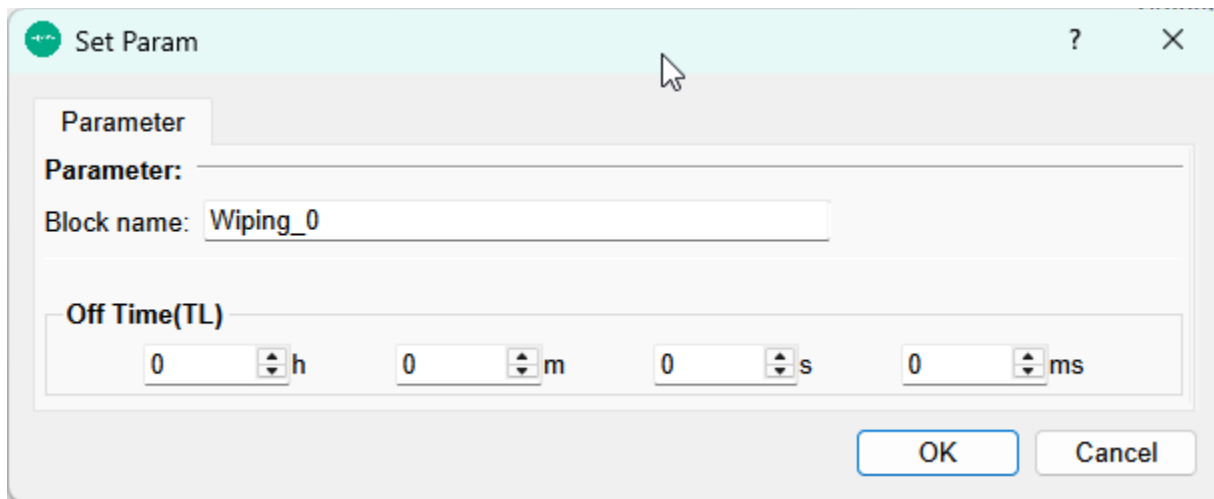 Set Param
?
Parameter
Parameter:
Block name: Wiping_0
Off Time(TL)
0 h 0 m 0 s 0 ms
OK Cancel